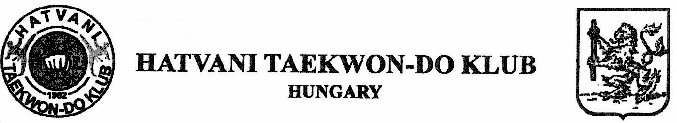 HATVANI
TAEKWON-DO KLUB
1982
HATVANI TAEKWON-DO KLUB
HUNGARY